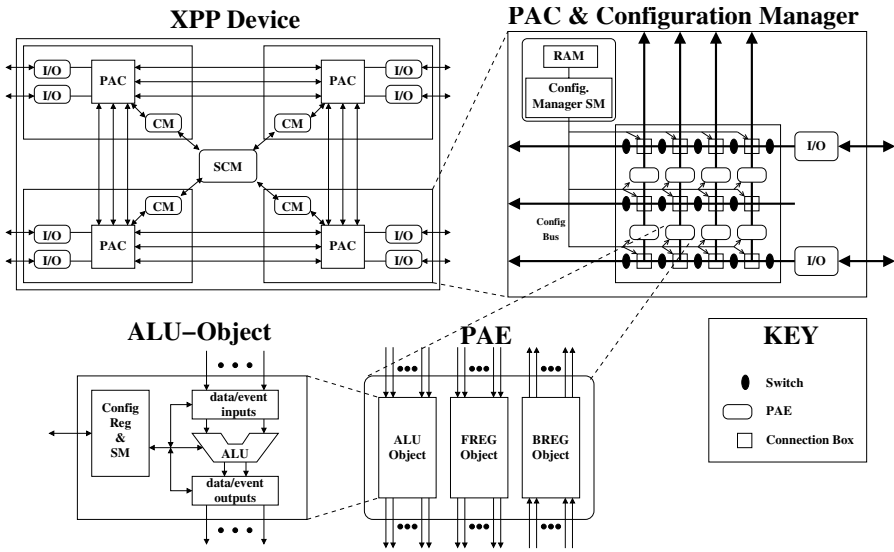 XPP Device
I/O
PAC
PAC
I/O
I/O
I/O
CM
CM
SCM
CM
CM
I/O
PAC
PAC
I/O
I/O
I/O
PAC & Configuration Manager
RAM
Config.
Manager SM
I/O
Config
Bus
I/O
ALU−Object
Config
Reg
&
SM
data/event
inputs
ALU
data/event
outputs
PAE
ALU
Object
FREG
Object
BREG
Object
KEY
Switch
PAE
Connection Box